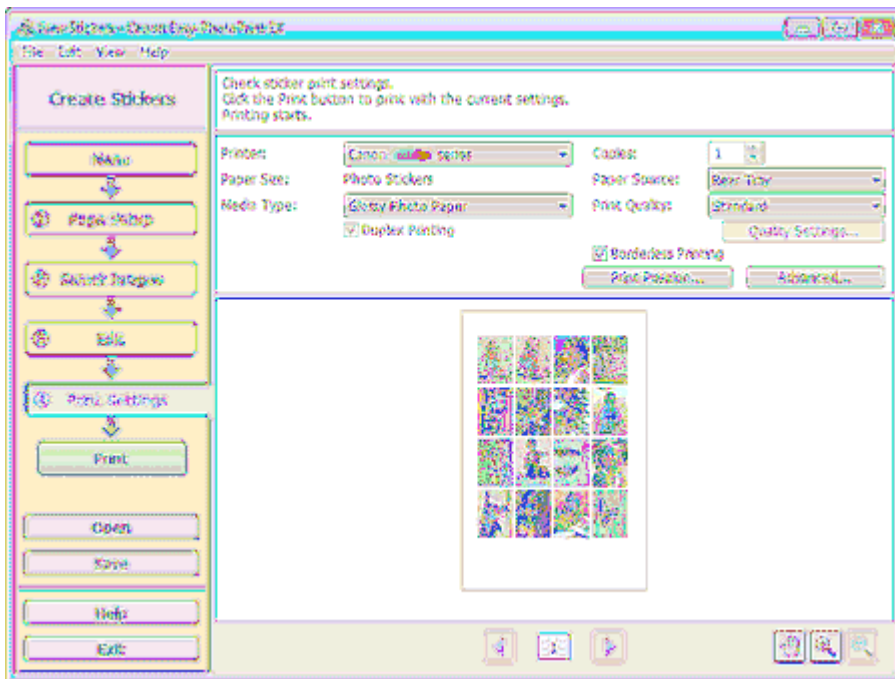 File Edit View Help
Create Stickers
Check sticker print settings.
Click the Print button to print with the current settings.
Printing starts.
Menu
Page Setup
Select Images
Edit
Print Settings
Print
Open
Save
Help
Exit
Printer: Canon series
Copies: 1
Paper Size: Photo Stickers
Paper Source: Rear Tray
Media Type: Glossy Photo Paper
Print Quality: Standard
Duplex Printing
Quality Settings...
Borderless Printing
Print Position... Advanced...